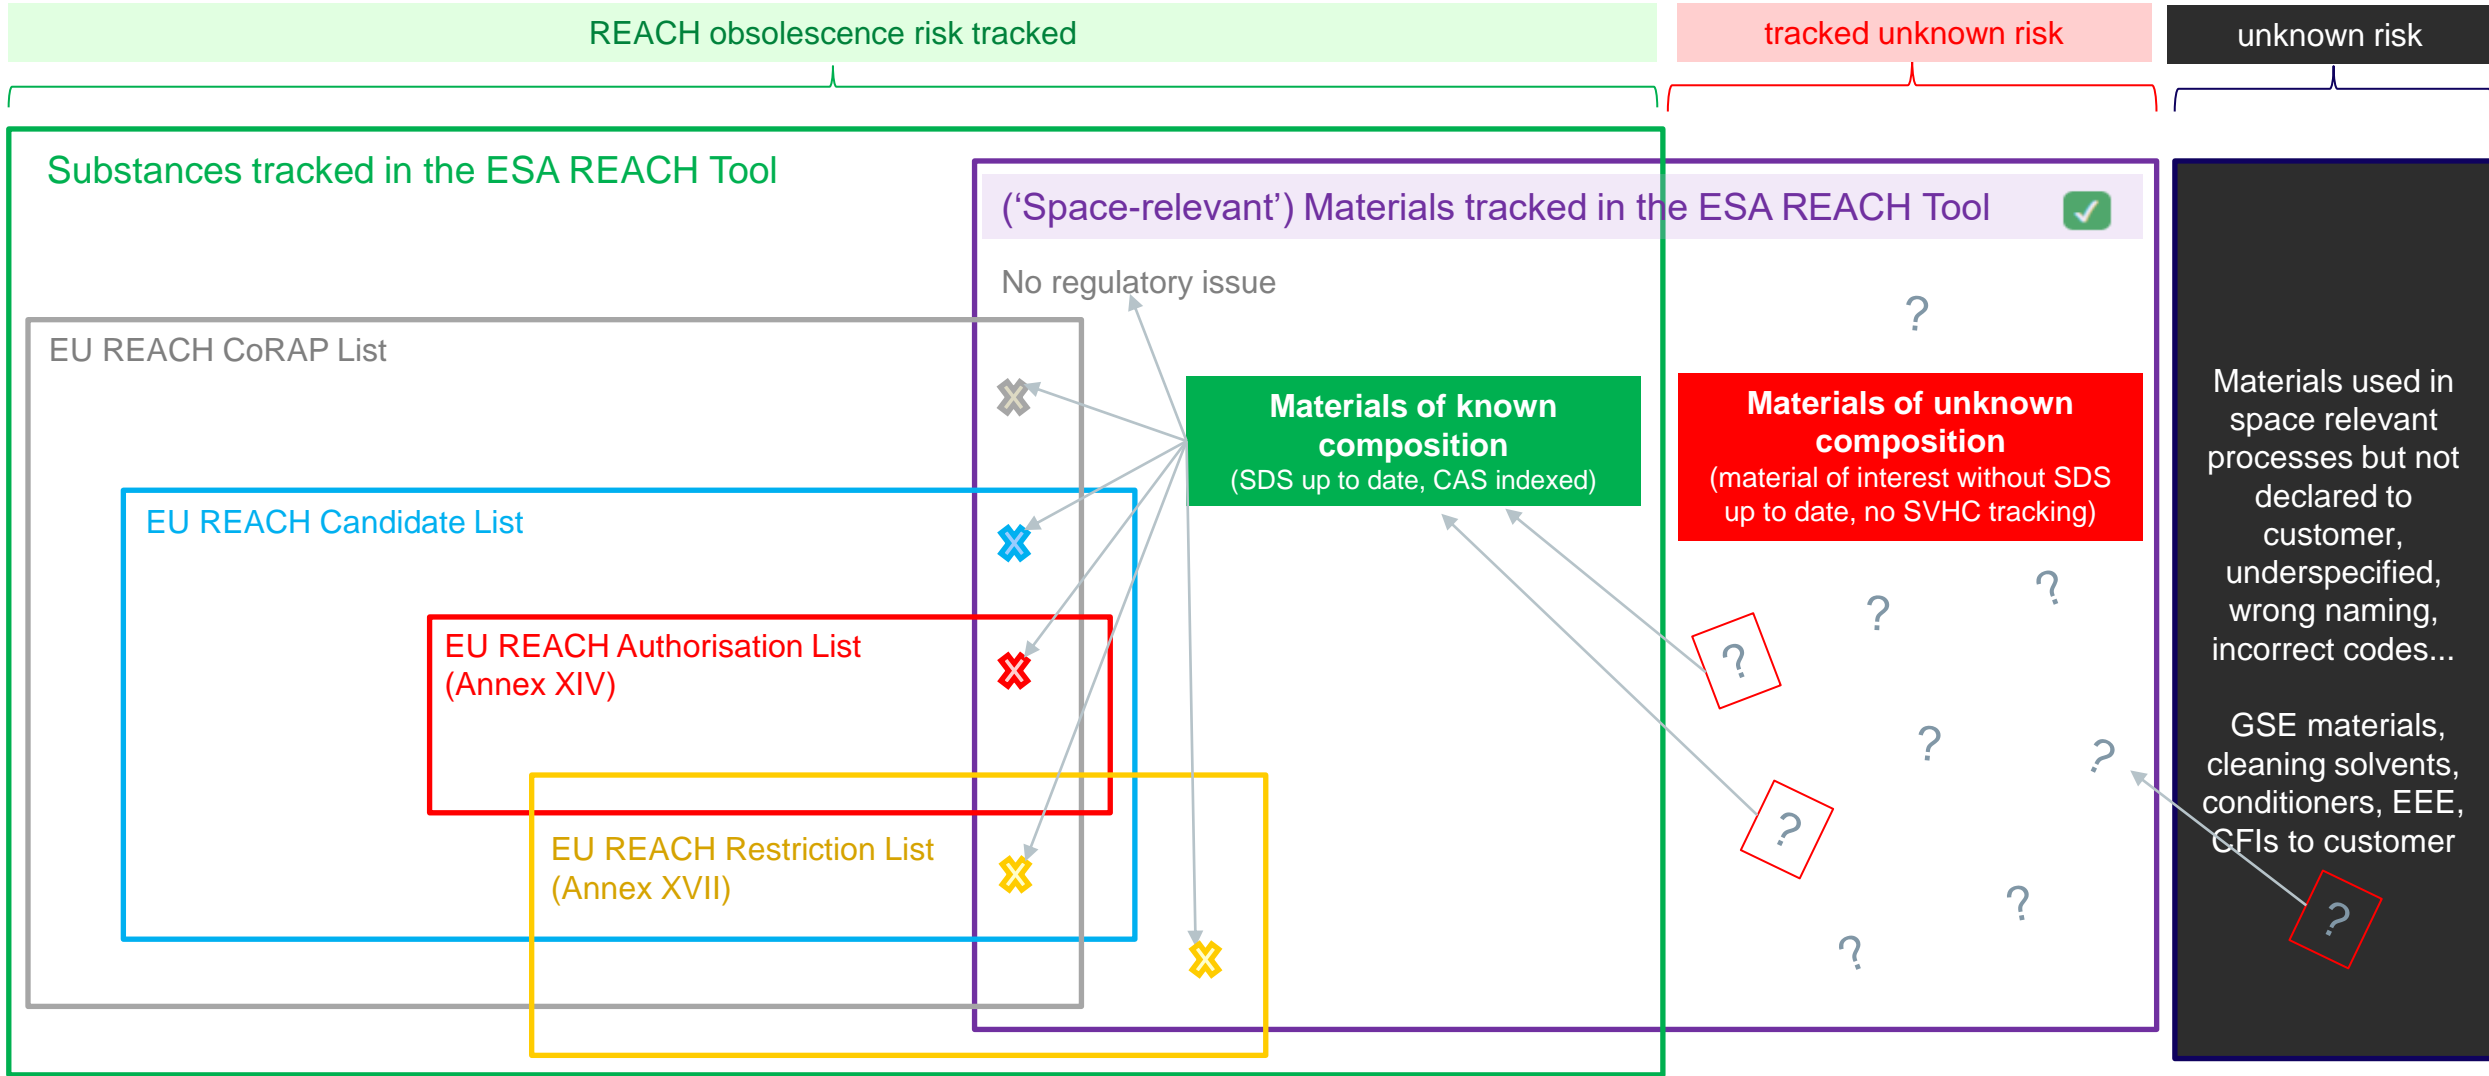 REACH obsolescence risk tracked
tracked unknown risk
unknown risk
Substances tracked in the ESA REACH Tool
(‘Space-relevant’) Materials tracked in the ESA REACH Tool
No regulatory issue
?
EU REACH CoRAP List
Materials of known
composition
(SDS up to date, CAS indexed)
Materials of unknown
composition
(material of interest without SDS
up to date, no SVHC tracking)
Materials used in
space relevant
processes but not
declared to
customer,
underspecified,
wrong naming,
incorrect codes...
GSE materials,
cleaning solvents,
conditioners, EEE,
CFIs to customer
EU REACH Candidate List
EU REACH Authorisation List
(Annex XIV)
EU REACH Restriction List
(Annex XVII)
X
X
X
X
X
?
?
?
?
?
?
?
?
?